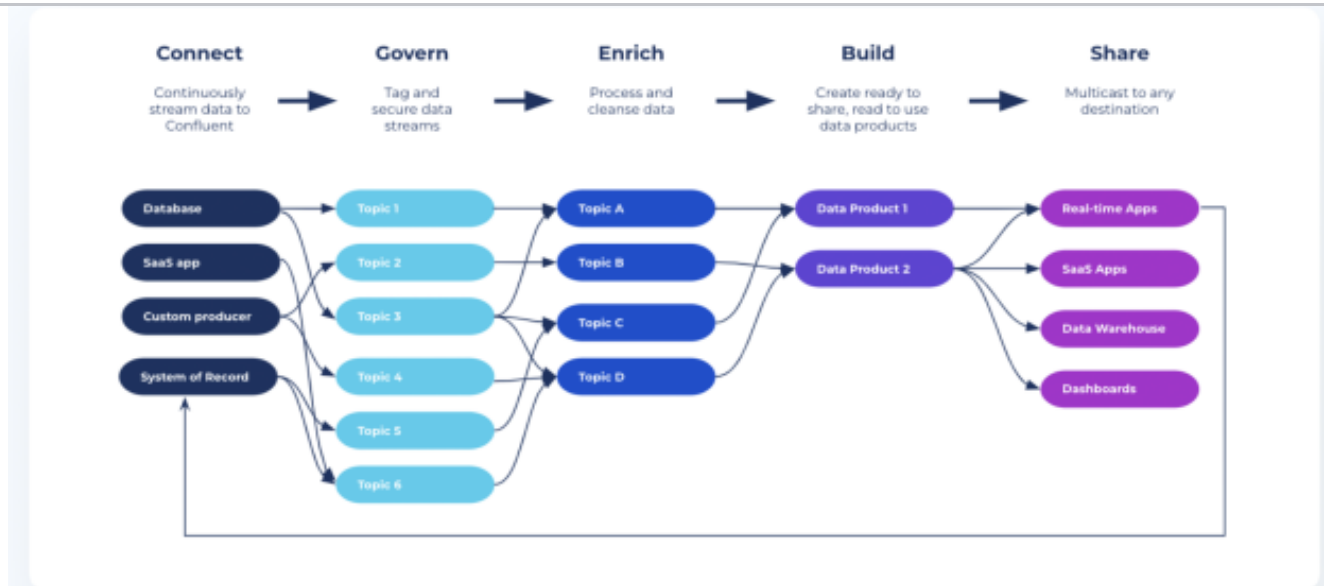 Connect
Continuously
stream data to
Confluent
Govern
Tag and
secure data
streams
Enrich
Process and
cleanse data
Build
Create ready to
share, read to use
data products
Share
Multicast to any
destination
Database
SaaS app
Custom producer
System of Record
Topic 1
Topic 2
Topic 3
Topic 4
Topic 5
Topic 6
Topic A
Topic B
Topic C
Topic D
Data Product 1
Data Product 2
Real-time Apps
SaaS Apps
Data Warehouse
Dashboards